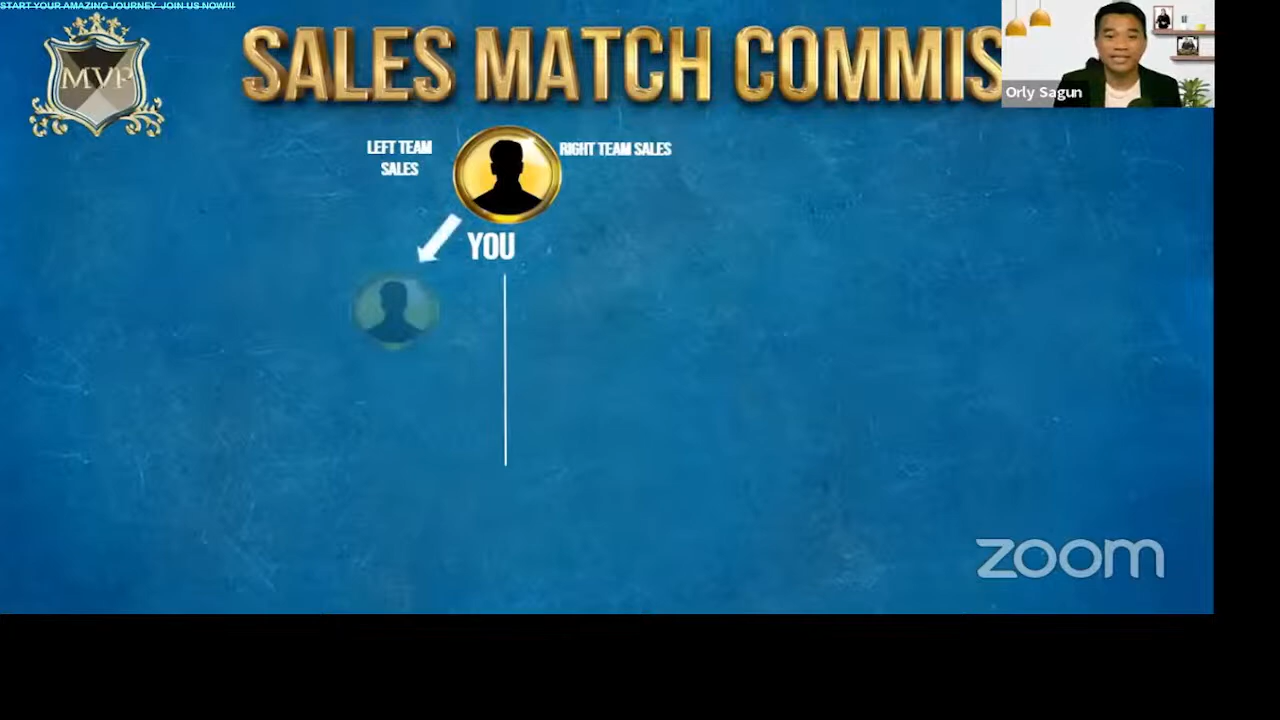 START YOUR AMAZING JOURNEY JOIN US NOW!!!
MVP
SALES MATCH COMMIS
Orly Sagun
LEFT TEAM
SALES
RIGHT TEAM SALES
YOU
zoom